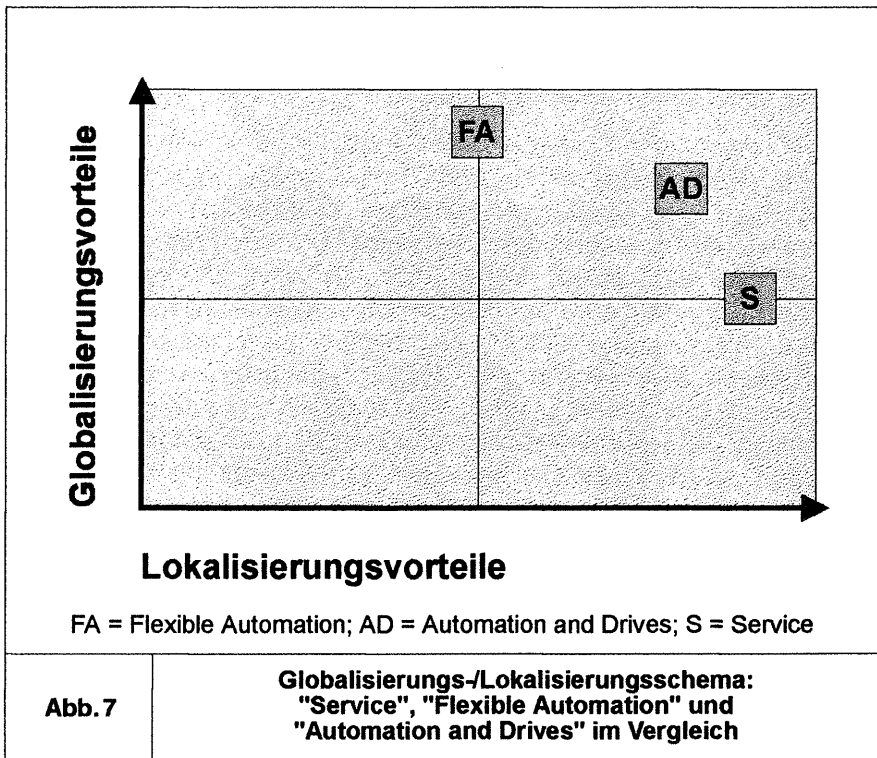 Globalisierungsvorteile
FA
AD
S
Lokalisierungsvorteile
FA = Flexible Automation; AD = Automation and Drives; S = Service
Abb.7
Globalisierungs-/Lokalisierungsschema:
"Service", "Flexible Automation" und
"Automation and Drives" im Vergleich